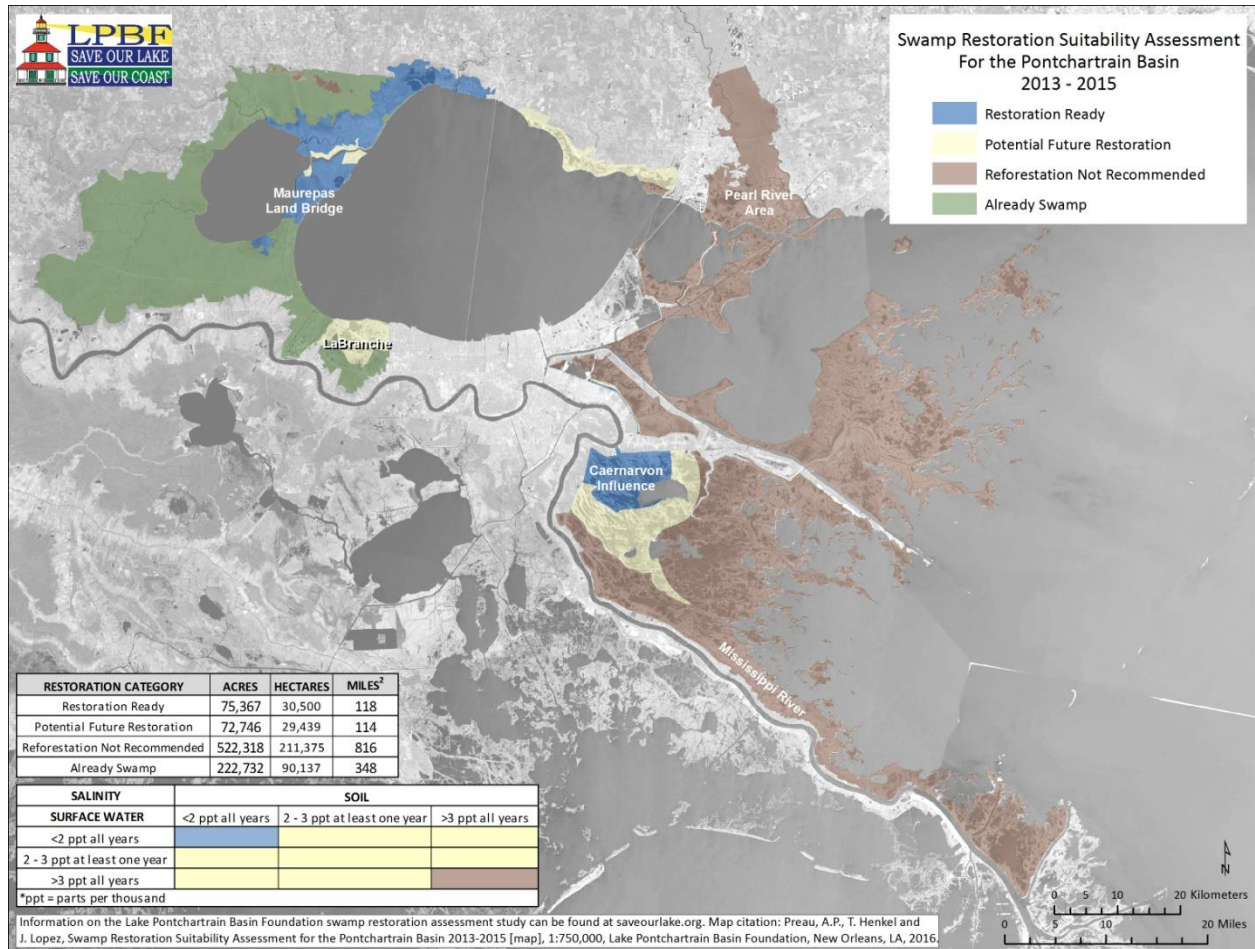 LPBF
SAVE OUR LAKE
SAVE OUR COAST
Swamp Restoration Suitability Assessment
For the Pontchartrain Basin
2013 - 2015
Restoration Ready
Potential Future Restoration
Reforestation Not Recommended
Already Swamp
Maurepas
Land Bridge
Pearl River
Area
LaBranche
Caernarvon
Influence
Mississippi River
RESTORATION CATEGORY ACRES HECTARES MILES²
Restoration Ready 75,367 30,500 118
Potential Future Restoration 72,746 29,439 114
Reforestation Not Recommended 522,318 211,375 816
Already Swamp 222,732 90,137 348
SALINITY SOIL
SURFACE WATER <2 ppt all years 2 - 3 ppt at least one year >3 ppt all years
<2 ppt all years
2 - 3 ppt at least one year
>3 ppt all years
*ppt = parts per thousand
N
0 5 10 20 Kilometers
0 5 10 20 Miles
Information on the Lake Pontchartrain Basin Foundation swamp restoration assessment study can be found at saveourlake.org. Map citation: Preau, A.P., T. Henkel and
J. Lopez, Swamp Restoration Suitability Assessment for the Pontchartrain Basin 2013-2015 [map], 1:750,000, Lake Pontchartrain Basin Foundation, New Orleans, LA, 2016.